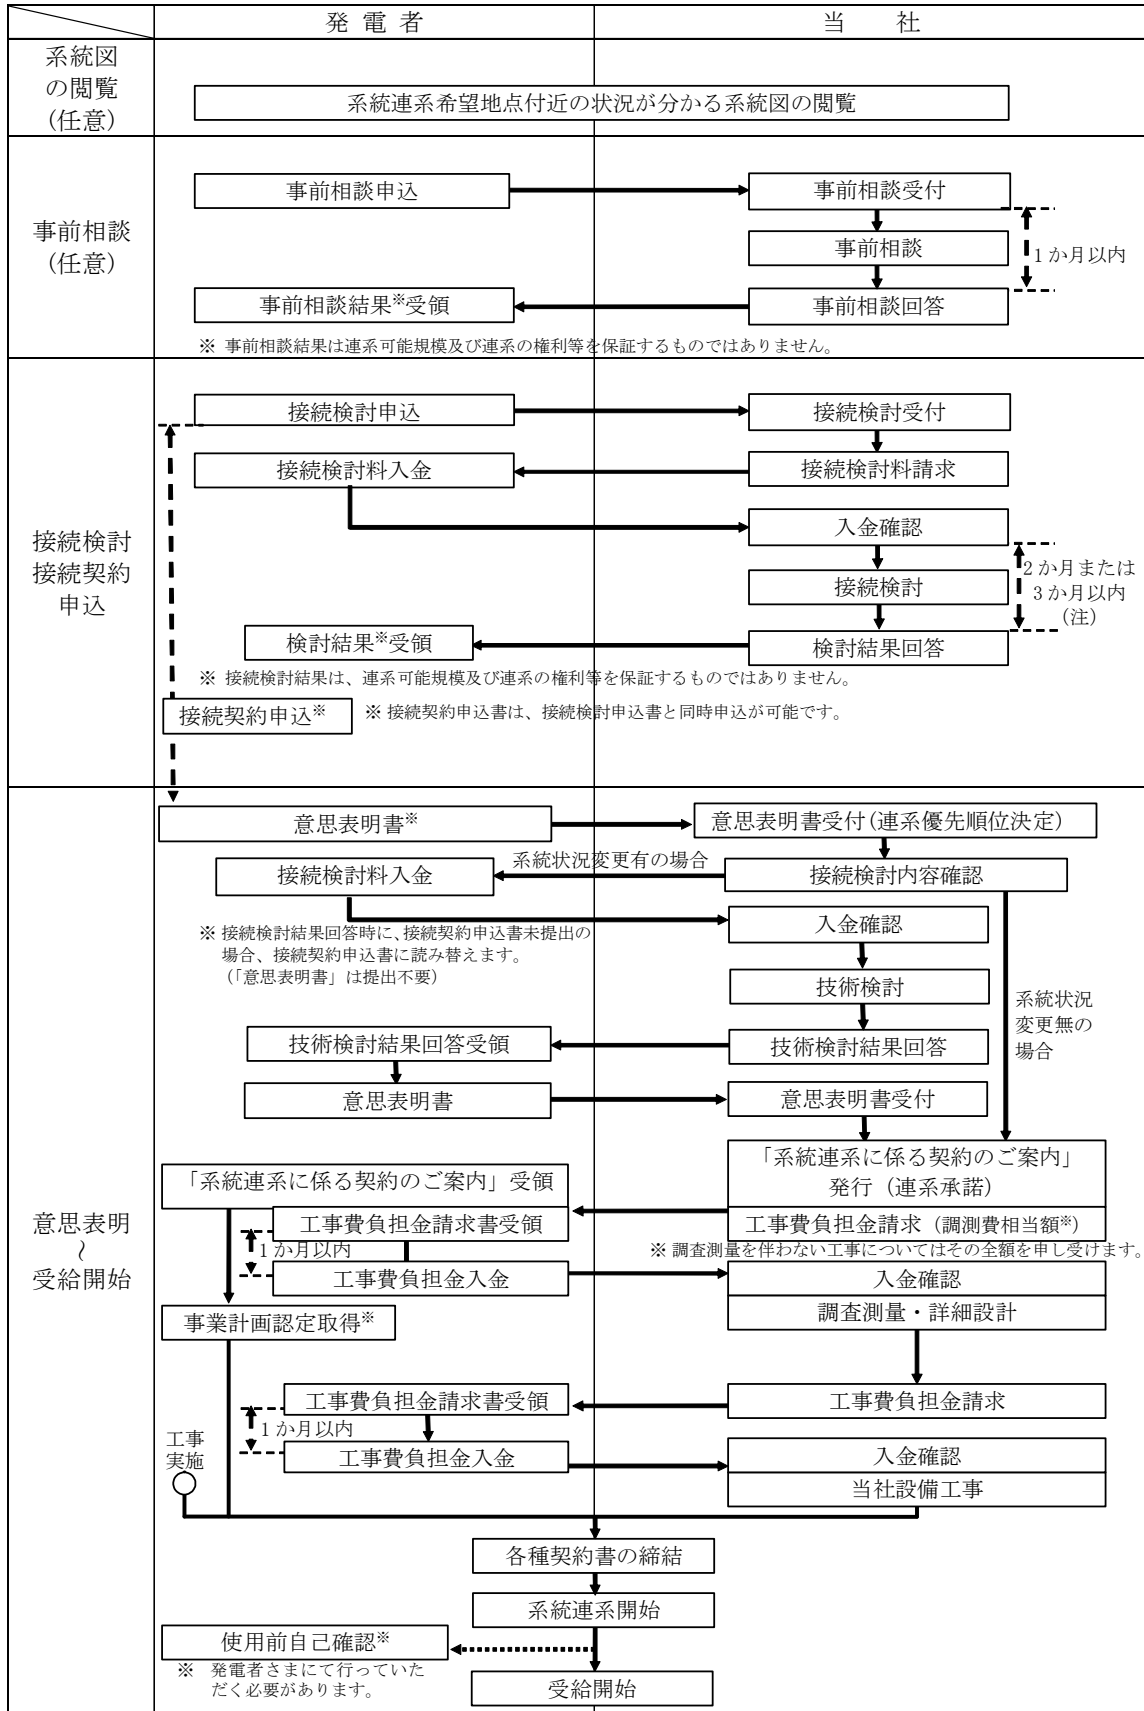 発 電 者
当 社
系統図
の閲覧
(任意)
系統連系希望地点付近の状況が分かる系統図の閲覧
事前相談
(任意)
事前相談申込
事前相談受付
事前相談
1か月以内
事前相談結果※受領
事前相談回答
※ 事前相談結果は連系可能規模及び連系の権利等を保証するものではありません。
接続検討
接続契約
申込
接続検討申込
接続検討受付
接続検討料入金
接続検討料請求
入金確認
接続検討
2か月または
3か月以内
(注)
検討結果※受領
検討結果回答
※ 接続検討結果は、連系可能規模及び連系の権利等を保証するものではありません。
接続契約申込※
※ 接続契約申込書は、接続検討申込書と同時申込が可能です。
意思表明
~
受給開始
意思表明書※
意思表明書受付(連系優先順位決定)
系統状況変更有の場合
接続検討料入金
接続検討内容確認
※ 接続検討結果回答時に、接続契約申込書未提出の
場合、接続契約申込書に読み替えます。
(「意思表明書」は提出不要)
入金確認
技術検討
系統状況
変更無の
場合
技術検討結果回答受領
技術検討結果回答
意思表明書
意思表明書受付
「系統連系に係る契約のご案内」受領
「系統連系に係る契約のご案内」
発行(連系承諾)
工事費負担金請求書受領
工事費負担金請求(調測費相当額※)
1か月以内
※ 調査測量を伴わない工事についてはその全額を申し受けます。
工事費負担金入金
入金確認
事業計画認定取得※
調査測量・詳細設計
工事費負担金請求書受領
工事費負担金請求
1か月以内
工事
実施
工事費負担金入金
入金確認
当社設備工事
各種契約書の締結
系統連系開始
使用前自己確認※
※ 発電者さまにて行っていた
だく必要があります。
受給開始